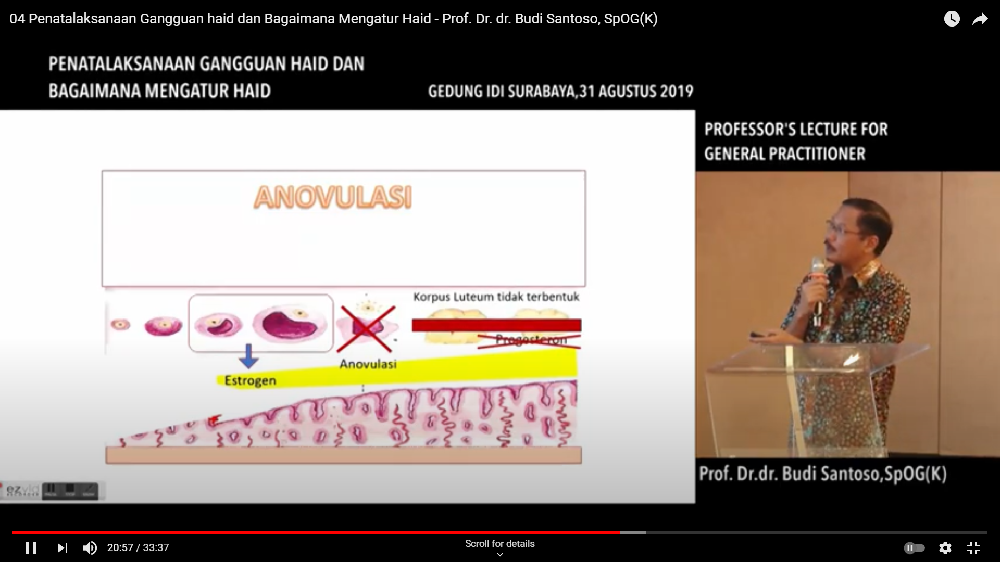 04 Penatalaksanaan Gangguan haid dan Bagaimana Mengatur Haid - Prof. Dr. dr. Budi Santoso, SpOG(K)
PENATALAKSANAAN GANGGUAN HAID DAN
BAGAIMANA MENGATUR HAID
GEDUNG IDI SURABAYA,31 AGUSTUS 2019
PROFESSOR'S LECTURE FOR
GENERAL PRACTITIONER
ANOVULASI
Korpus Luteum tidak terbentuk
Progosteron
Anovulasi
Estrogen
Prof. Dr.dr. Budi Santoso,SpOG(K)
ezvid
20:57 / 33:37
Scroll for details